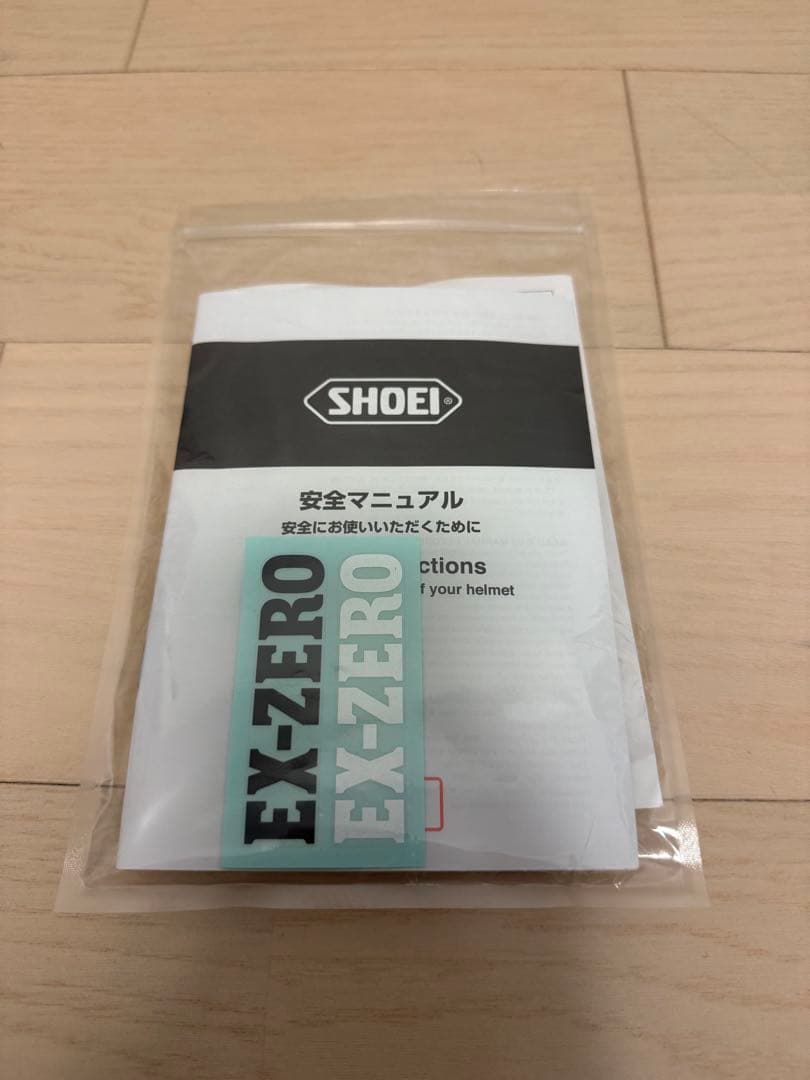 SHOEI®
安全マニュアル
安全にお使いいただくために
ctions
f your helmet
EX-ZERO
EX-ZERO